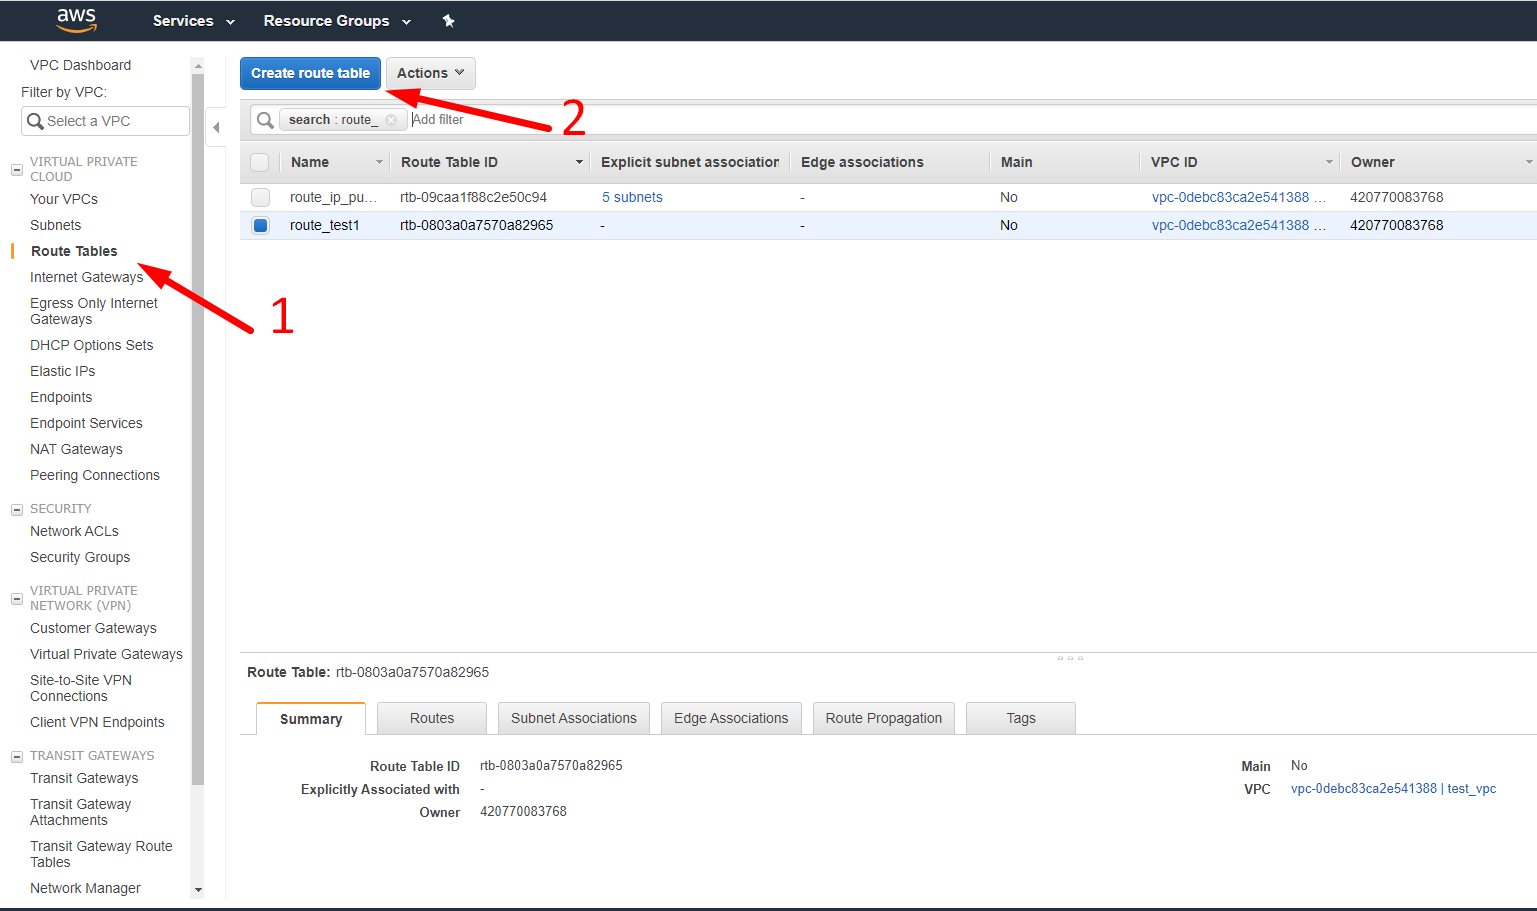 aws
Services
Resource Groups
VPC Dashboard
Filter by VPC:
Select a VPC
VIRTUAL PRIVATE
CLOUD
Your VPCs
Subnets
Route Tables
Internet Gateways
Egress Only Internet
Gateways
DHCP Options Sets
Elastic IPs
Endpoints
Endpoint Services
NAT Gateways
Peering Connections
SECURITY
Network ACLs
Security Groups
VIRTUAL PRIVATE
NETWORK (VPN)
Customer Gateways
Virtual Private Gateways
Site-to-Site VPN
Connections
Client VPN Endpoints
TRANSIT GATEWAYS
Transit Gateways
Transit Gateway
Attachments
Transit Gateway Route
Tables
Network Manager
1
Create route table
Actions
2
search : route_
Add filter
Name Route Table ID Explicit subnet association Edge associations Main VPC ID Owner
route_ip_pu... rtb-09caa1f88c2e50c94 5 subnets - No vpc-0debc83ca2e541388 ... 420770083768
route_test1 rtb-0803a0a7570a82965 - - No vpc-0debc83ca2e541388 ... 420770083768
Route Table: rtb-0803a0a7570a82965
Summary Routes Subnet Associations Edge Associations Route Propagation Tags
Route Table ID rtb-0803a0a7570a82965 Main No
Explicitly Associated with - VPC vpc-0debc83ca2e541388 | test_vpc
Owner 420770083768